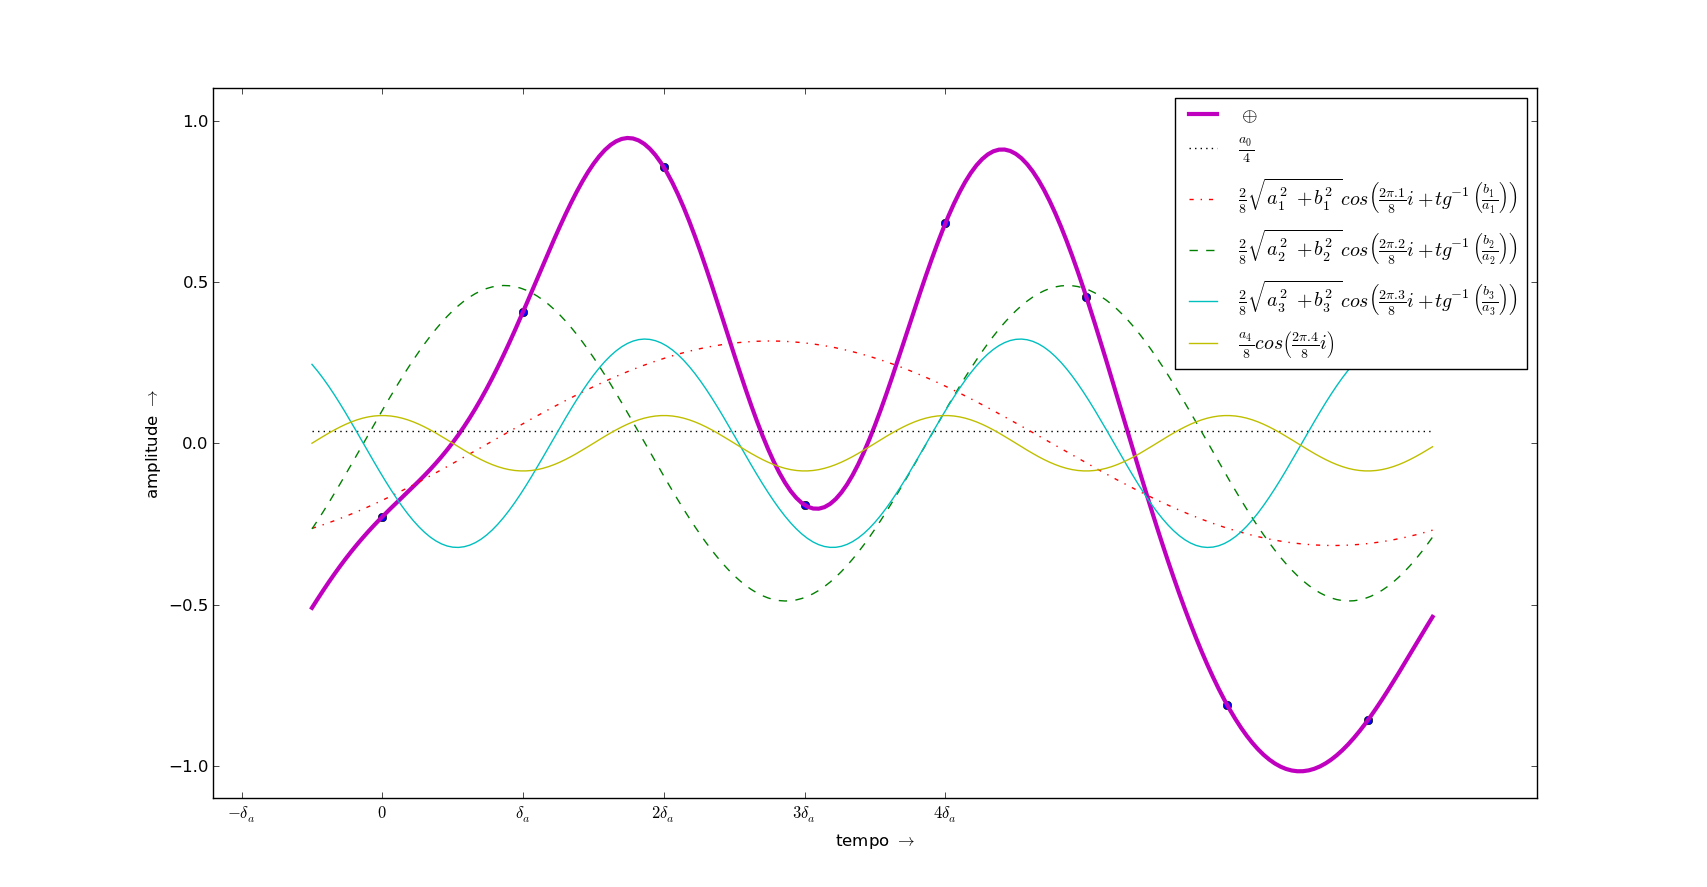 1.0
0.5
0.0
−0.5
−1.0
amplitude →
−δₐ 0 δₐ 2δₐ 3δₐ 4δₐ
tempo →
⊕
a₀/4
2/8 √(a₁² + b₁²) cos(2π.1/8 i + tg⁻¹(b₁/a₁))
2/8 √(a₂² + b₂²) cos(2π.2/8 i + tg⁻¹(b₂/a₂))
2/8 √(a₃² + b₃²) cos(2π.3/8 i + tg⁻¹(b₃/a₃))
a₄/8 cos(2π.4/8 i)